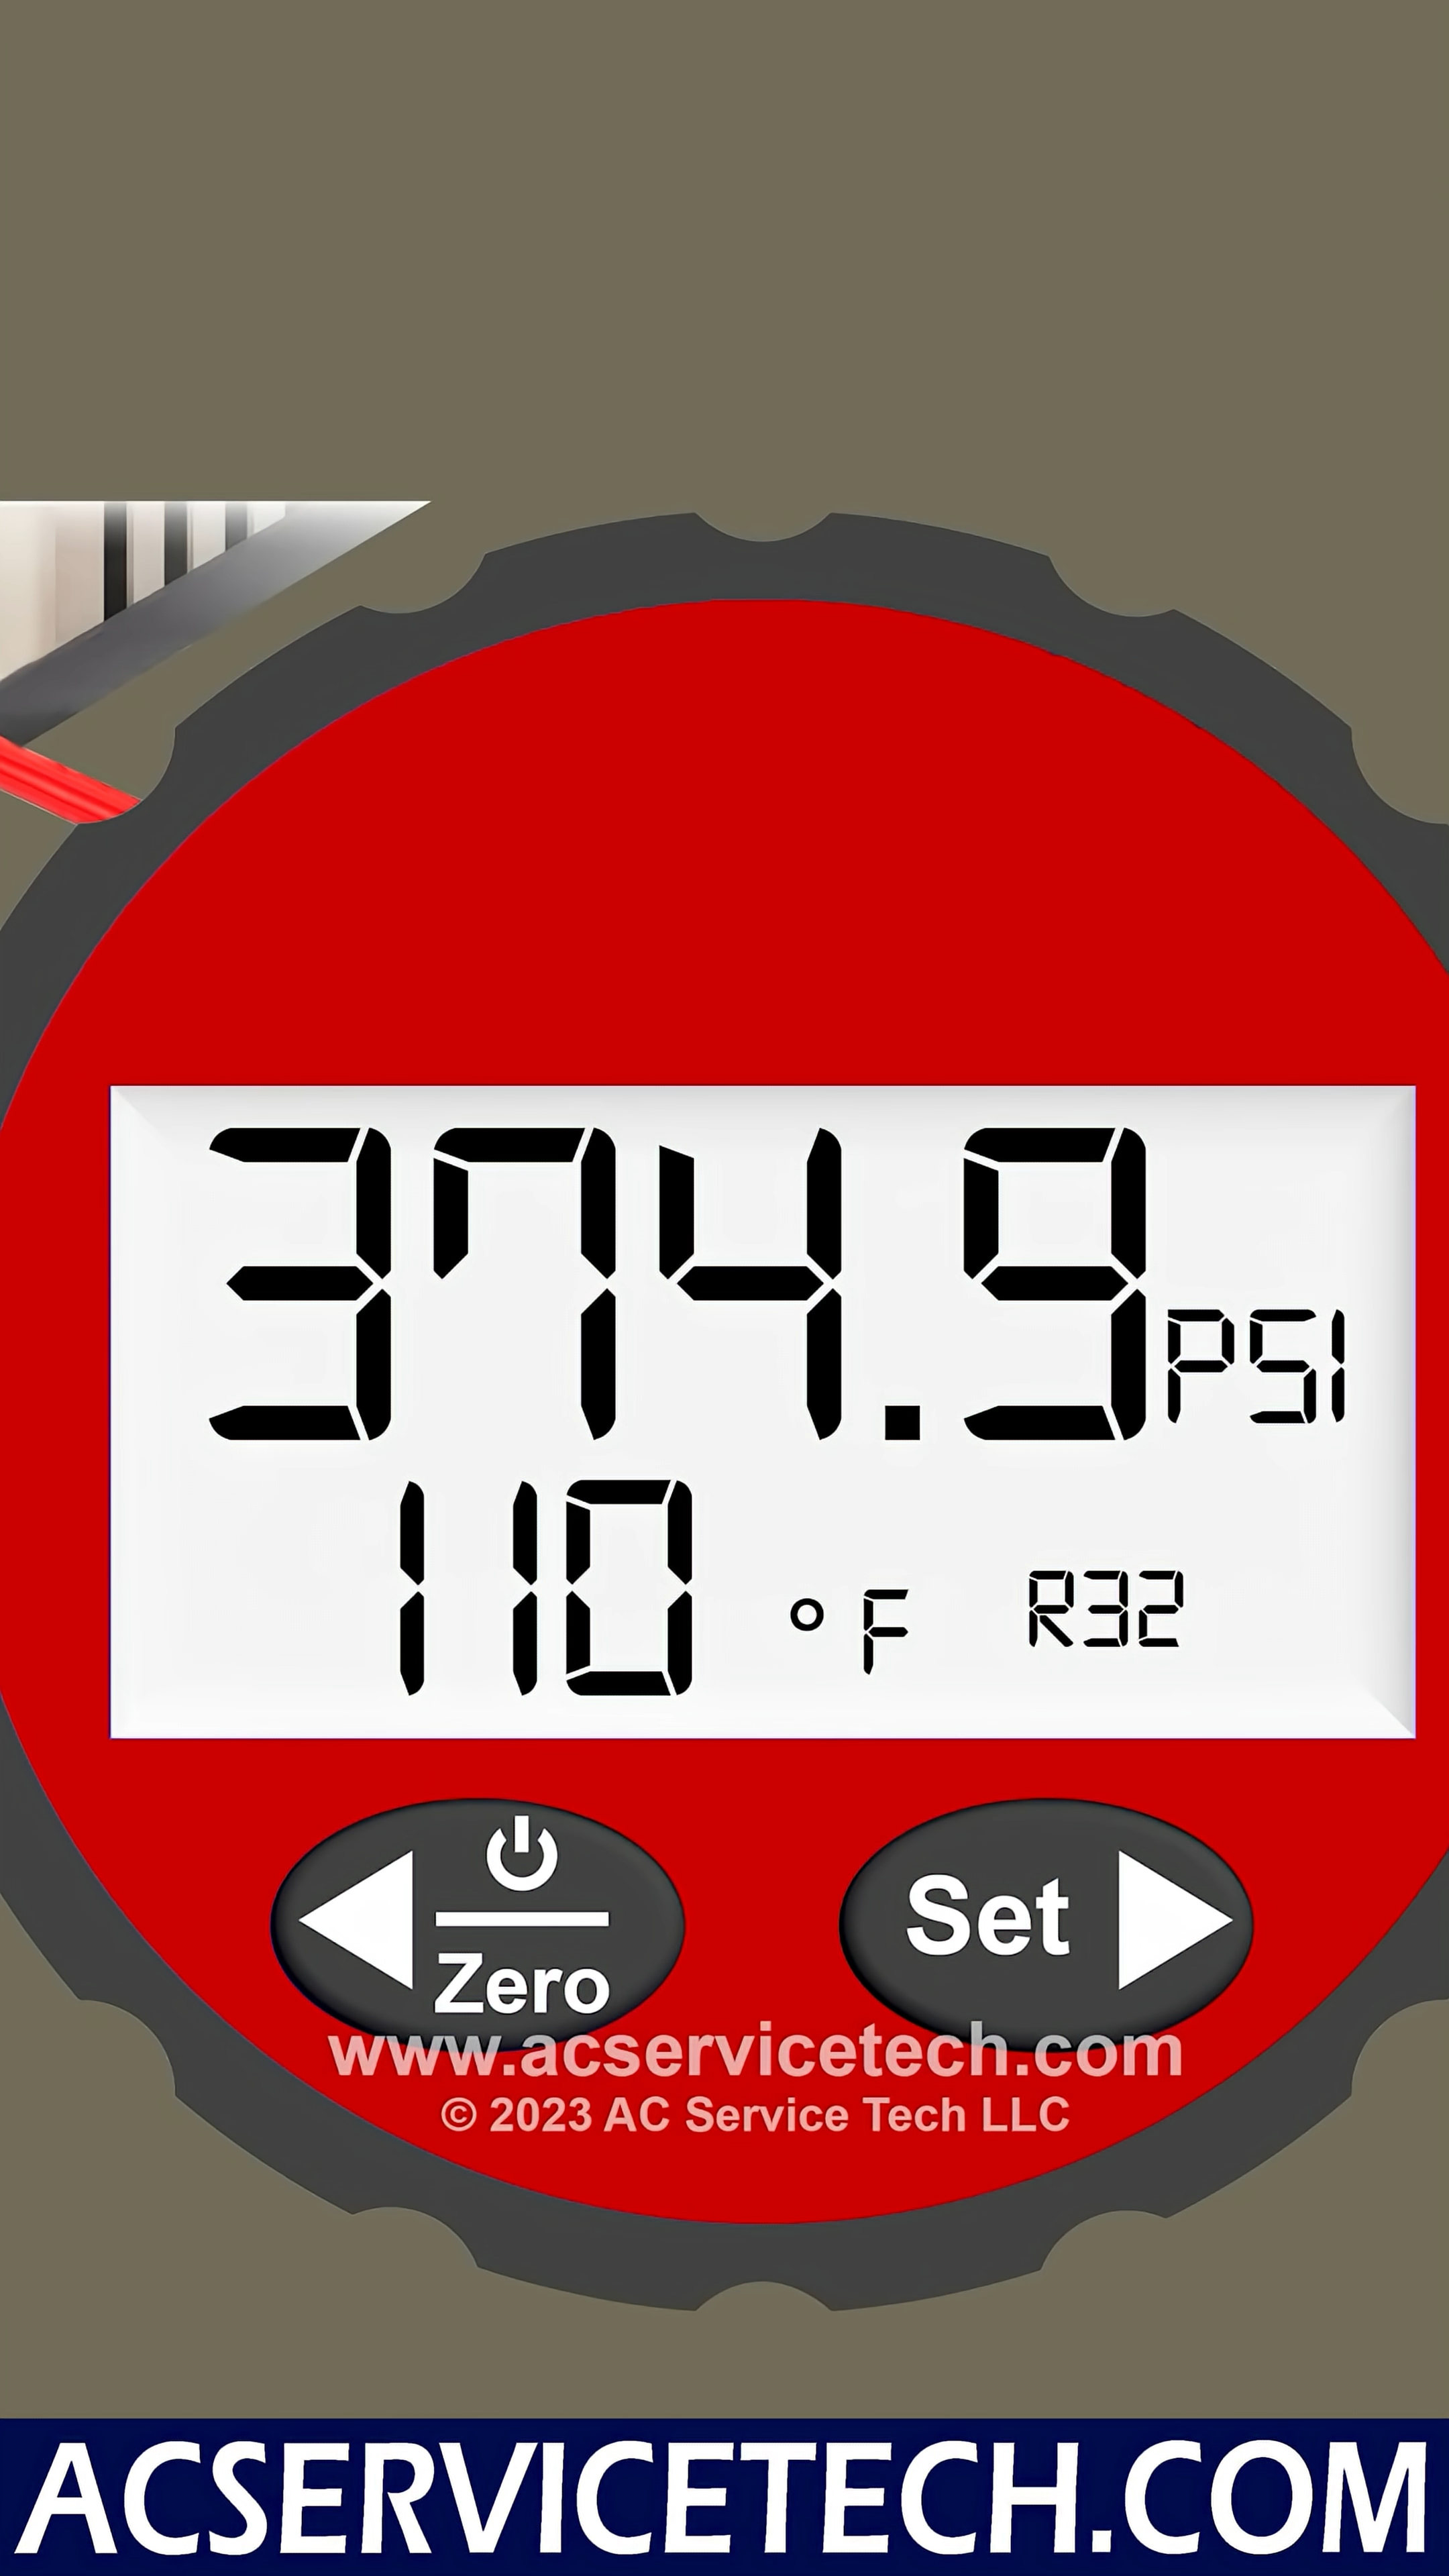 374.9 PSI
110 °F R32
Zero
Set
www.acservicetech.com
© 2023 AC Service Tech LLC
ACSERVICETECH.COM